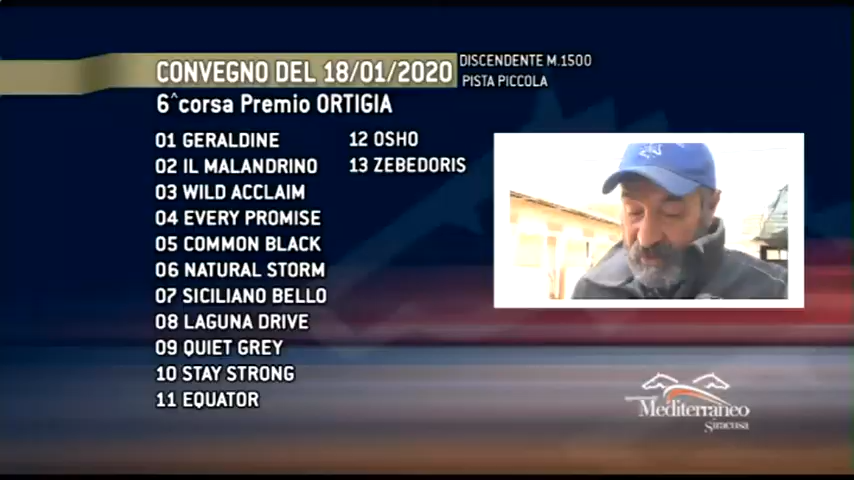 CONVEGNO DEL 18/01/2020
DISCENDENTE M.1500
PISTA PICCOLA
6^corsa Premio ORTIGIA
01 GERALDINE
02 IL MALANDRINO
03 WILD ACCLAIM
04 EVERY PROMISE
05 COMMON BLACK
06 NATURAL STORM
07 SICILIANO BELLO
08 LAGUNA DRIVE
09 QUIET GREY
10 STAY STRONG
11 EQUATOR
12 OSHO
13 ZEBEDORIS
Mediterraneo
Siracusa